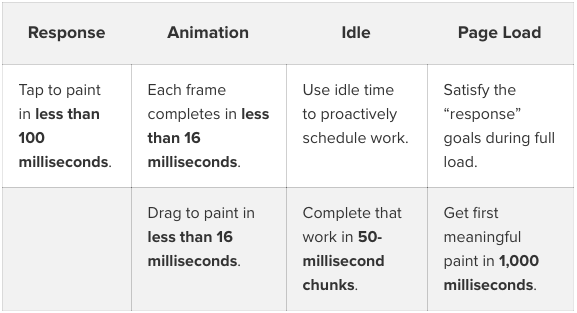 Response
Animation
Idle
Page Load
Tap to paint
in less than
100
milliseconds.
Each frame
completes in less
than 16
milliseconds.
Use idle time
to proactively
schedule work.
Satisfy the
“response”
goals during full
load.
Drag to paint in
less than 16
milliseconds.
Complete that
work in 50-
millisecond
chunks.
Get first
meaningful
paint in 1,000
milliseconds.